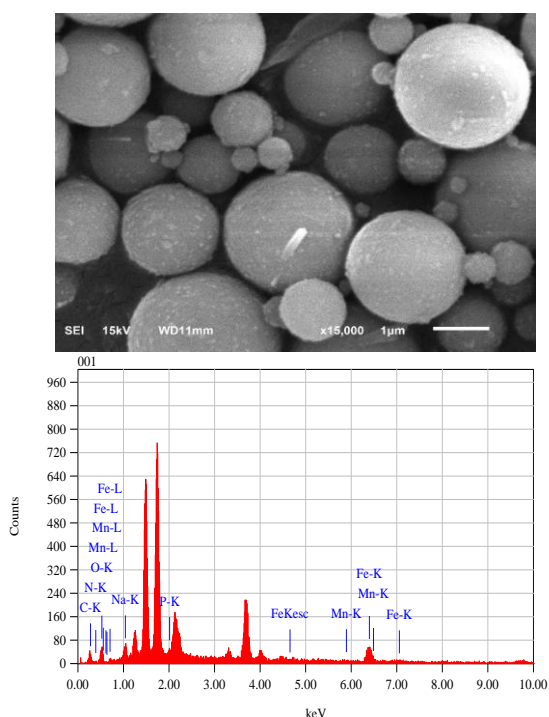 SEI 15kV WD11mm x15,000 1µm
001
960
880
800
720
640
560
480
400
320
240
160
80
0
Counts
Fe-L
Fe-L
Mn-L
Mn-L
O-K
N-K
C-K
Na-K
P-K
FeKesc
Mn-K
Fe-K
Mn-K
Fe-K
0.00 1.00 2.00 3.00 4.00 5.00 6.00 7.00 8.00 9.00 10.00
keV